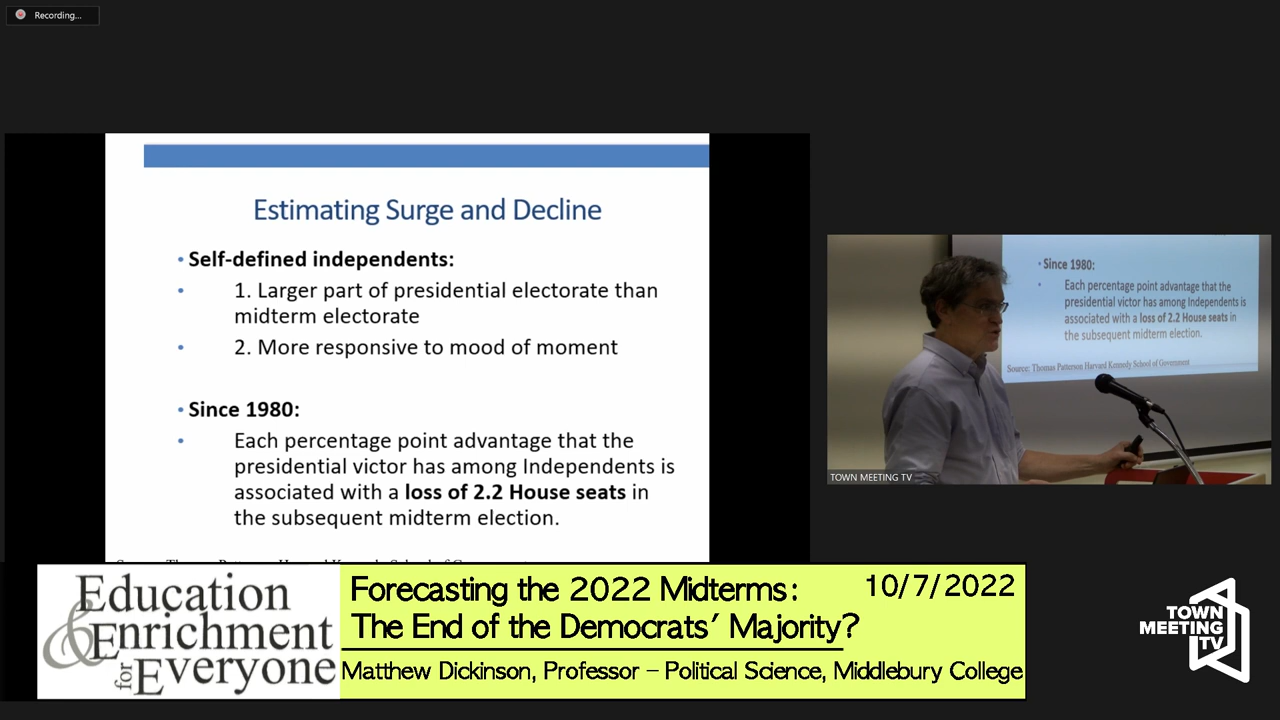 Recording...
Estimating Surge and Decline
• Self-defined independents:
• 1. Larger part of presidential electorate than
midterm electorate
• 2. More responsive to mood of moment
• Since 1980:
• Each percentage point advantage that the
presidential victor has among Independents is
associated with a loss of 2.2 House seats in
the subsequent midterm election.
• Since 1980:
• Each percentage point advantage that the
presidential victor has among Independents is
associated with a loss of 2.2 House seats in
the subsequent midterm election.
Source: Thomas Patterson Harvard Kennedy School of Government
TOWN MEETING TV
Education
& Enrichment
for Everyone
Forecasting the 2022 Midterms: 10/7/2022
The End of the Democrats' Majority?
Matthew Dickinson, Professor – Political Science, Middlebury College
TOWN
MEETING
TV